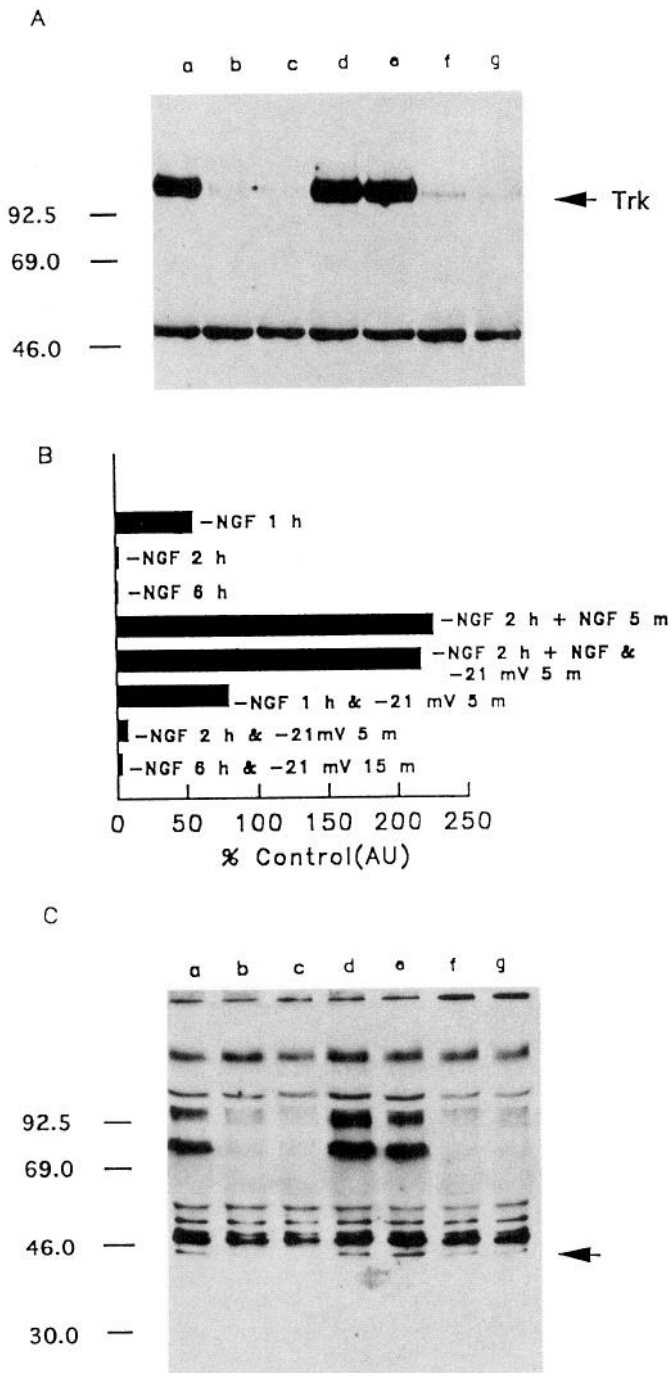 A
a b c d e f g
Trk
92.5
69.0
46.0
B
-NGF 1 h
-NGF 2 h
-NGF 6 h
-NGF 2 h + NGF 5 m
-NGF 2 h + NGF &
-21 mV 5 m
-NGF 1 h & -21 mV 5 m
-NGF 2 h & -21mV 5 m
-NGF 6 h & -21 mV 15 m
0 50 100 150 200 250
% Control(AU)
C
a b c d e f g
92.5
69.0
46.0
30.0